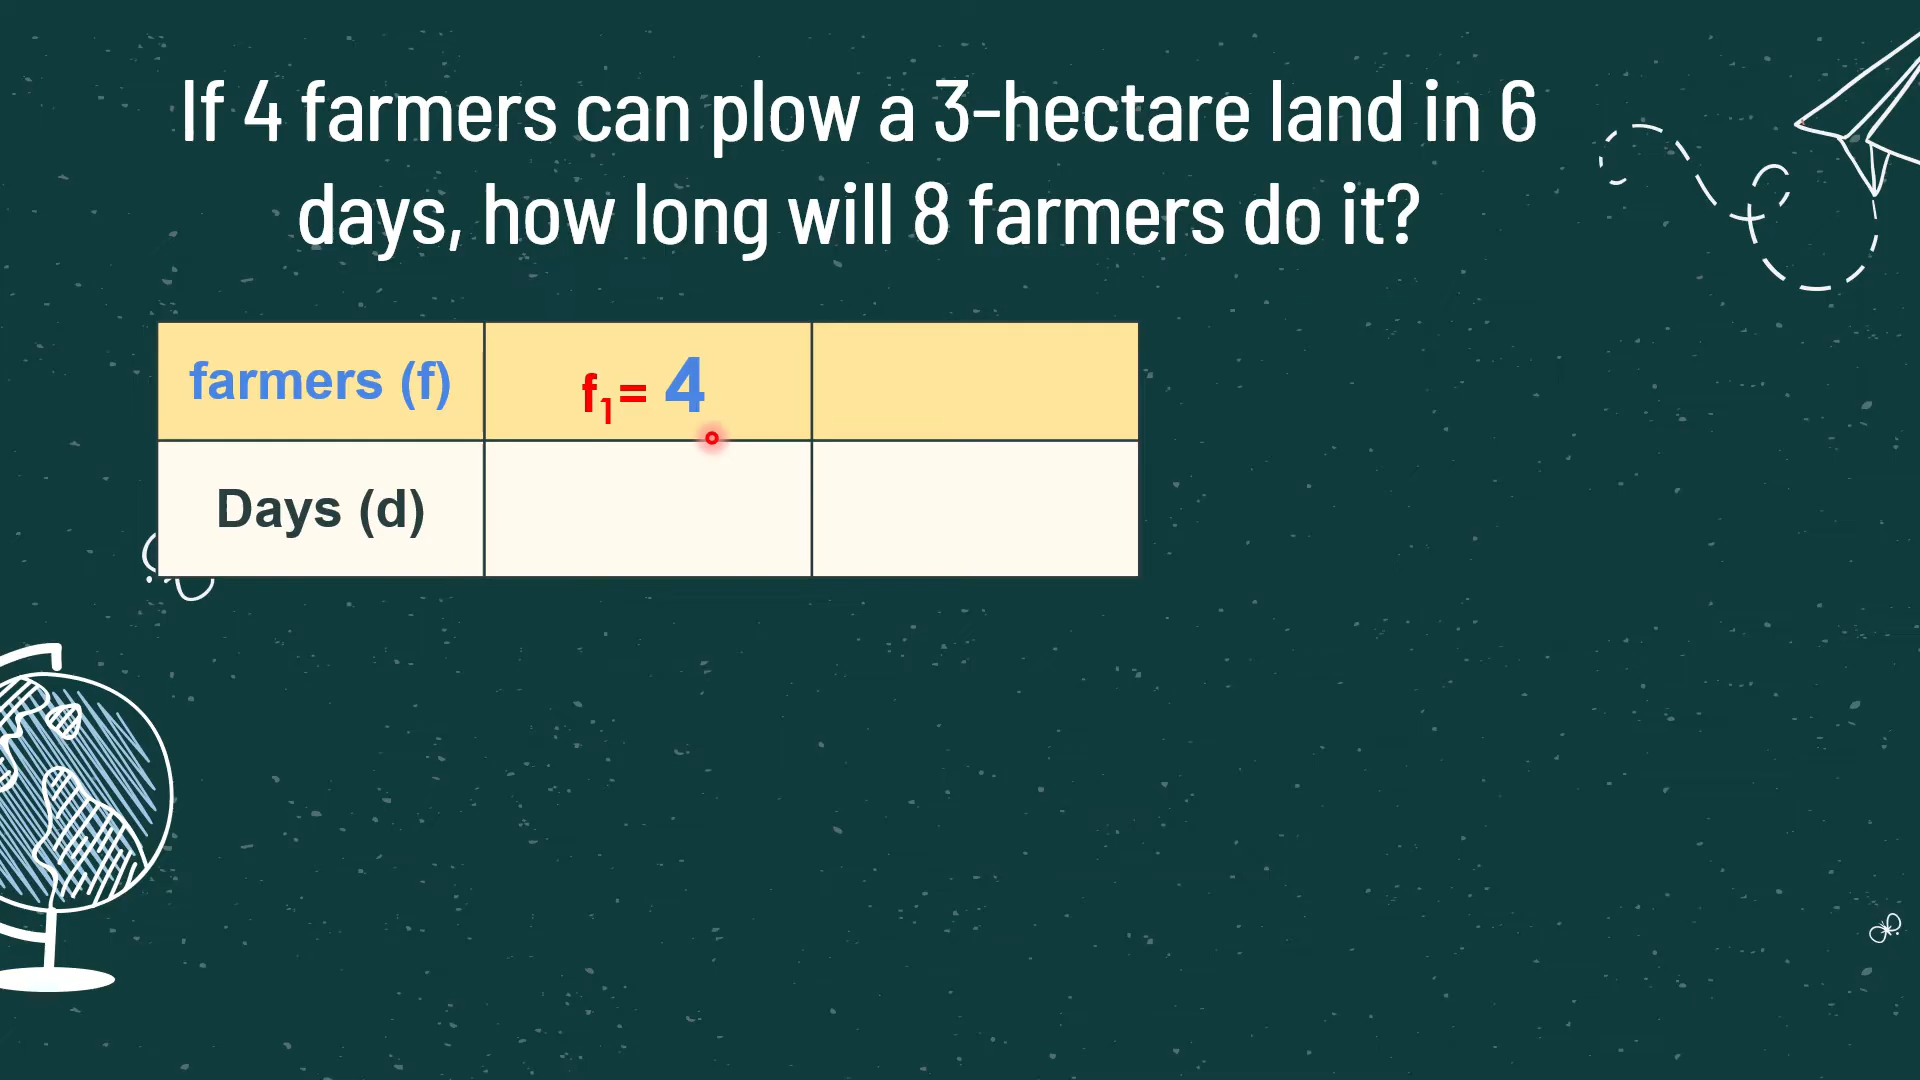 If 4 farmers can plow a 3-hectare land in 6
days, how long will 8 farmers do it?
farmers (f) f₁= 4
Days (d)